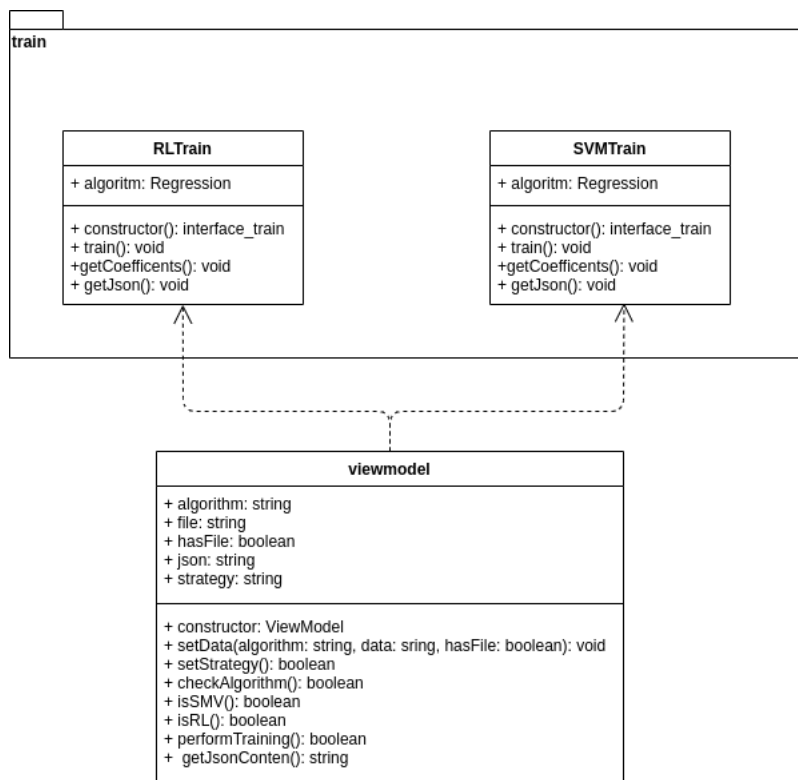 train
RLTrain
+ algoritm: Regression
+ constructor(): interface_train
+ train(): void
+getCoefficents(): void
+ getJson(): void
SVMTrain
+ algoritm: Regression
+ constructor(): interface_train
+ train(): void
+getCoefficents(): void
+ getJson(): void
viewmodel
+ algorithm: string
+ file: string
+ hasFile: boolean
+ json: string
+ strategy: string
+ constructor: ViewModel
+ setData(algorithm: string, data: sring, hasFile: boolean): void
+ setStrategy(): boolean
+ checkAlgorithm(): boolean
+ isSMV(): boolean
+ isRL(): boolean
+ performTraining(): boolean
+ getJsonConten(): string